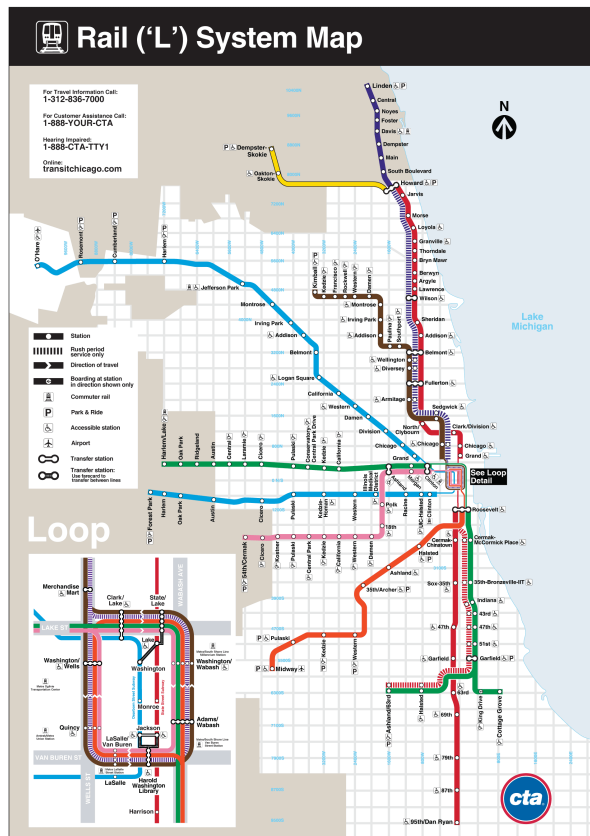 Rail (‘L’) System Map
For Travel Information Call:
1-312-836-7000
For Customer Assistance Call:
1-888-YOUR-CTA
Hearing Impaired:
1-888-CTA-TTY1
Online:
transitchicago.com
N
Linden
Central
Noyes
Foster
Davis
Dempster
Main
South Boulevard
Howard
Jarvis
Morse
Loyola
Granville
Thorndale
Bryn Mawr
Berwyn
Argyle
Lawrence
Wilson
Sheridan
Addison
Belmont
Wellington
Diversey
Fullerton
Armitage
Sedgwick
North/
Clybourn
Clark/Division
Chicago
Chicago
Grand
Dempster-
Skokie
Oakton-
Skokie
O'Hare
Rosemont
Cumberland
Harlem
Jefferson Park
Montrose
Irving Park
Addison
Belmont
Logan Square
California
Western
Damen
Division
Chicago
Grand
Kimball
Kedzie
Francisco
Rockwell
Western
Damen
Montrose
Irving Park
Addison
Paulina
Southport
Lake
Michigan
Station
Rush period
service only
Direction of travel
Boarding at station
in direction shown only
Commuter rail
Park & Ride
Accessible station
Airport
Transfer station
Transfer station:
Use farecard to
transfer between lines
Harlem/Lake
Oak Park
Ridgeland
Austin
Central
Laramie
Cicero
Pulaski
Conservatory-
Central Park Drive
Kedzie
California
Ashland
Morgan
Clinton
See Loop
Detail
Forest Park
Harlem
Oak Park
Austin
Cicero
Pulaski
Kedzie-
Homan
Western
Illinois
Medical
District
Racine
UIC-Halsted
Clinton
Polk
18th
54th/Cermak
Cicero
Kostner
Pulaski
Central Park
Kedzie
California
Western
Damen
Roosevelt
Cermak-
Chinatown
Cermak-
McCormick Place
Halsted
Ashland
35th/Archer
Sox-35th
35th-Bronzeville-IIT
Indiana
43rd
47th
47th
51st
Garfield
Garfield
Pulaski
Kedzie
Western
Midway
63rd
Ashland/63rd
Halsted
King Drive
Cottage Grove
69th
79th
87th
95th/Dan Ryan
Loop
Merchandise
Mart
Clark/
Lake
State/
Lake
WABASH AVE
LAKE ST
Lake
Washington/
Wells
Washington
Washington/
Wabash
Monroe
Quincy
Adams/
Wabash
Jackson
LaSalle/
Van Buren
VAN BUREN ST
LaSalle
Harold
Washington
Library
WELLS ST
Harrison
cta